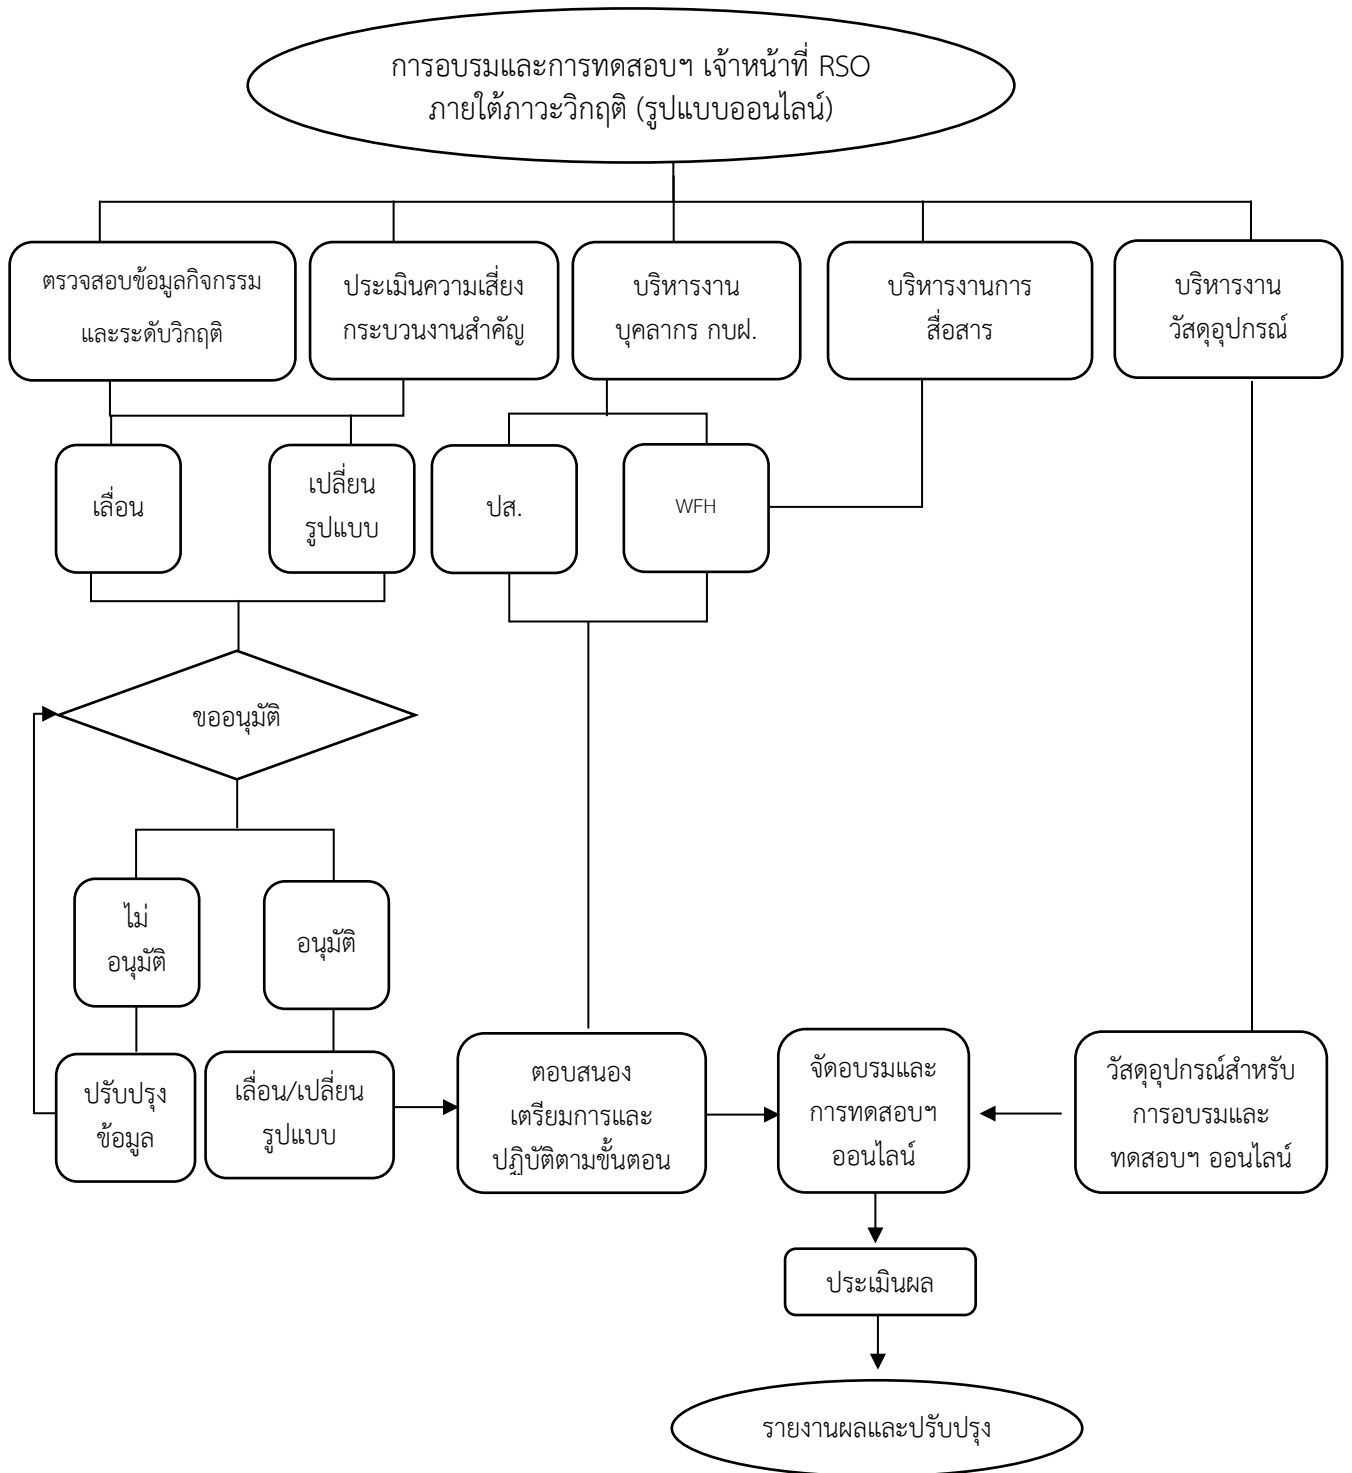 การอบรมและการทดสอบฯ เจ้าหน้าที่ RSO
ภายใต้ภาวะวิกฤติ (รูปแบบออนไลน์)
ตรวจสอบข้อมูลกิจกรรม
และระดับวิกฤติ
ประเมินความเสี่ยง
กระบวนงานสำคัญ
บริหารงาน
บุคลากร กบฝ.
บริหารงานการ
สื่อสาร
บริหารงาน
วัสดุอุปกรณ์
เลื่อน
เปลี่ยน
รูปแบบ
ปส.
WFH
ขออนุมัติ
ไม่
อนุมัติ
อนุมัติ
ปรับปรุง
ข้อมูล
เลื่อน/เปลี่ยน
รูปแบบ
ตอบสนอง
เตรียมการและ
ปฏิบัติตามขั้นตอน
จัดอบรมและ
การทดสอบฯ
ออนไลน์
วัสดุอุปกรณ์สำหรับ
การอบรมและ
ทดสอบฯ ออนไลน์
ประเมินผล
รายงานผลและปรับปรุง